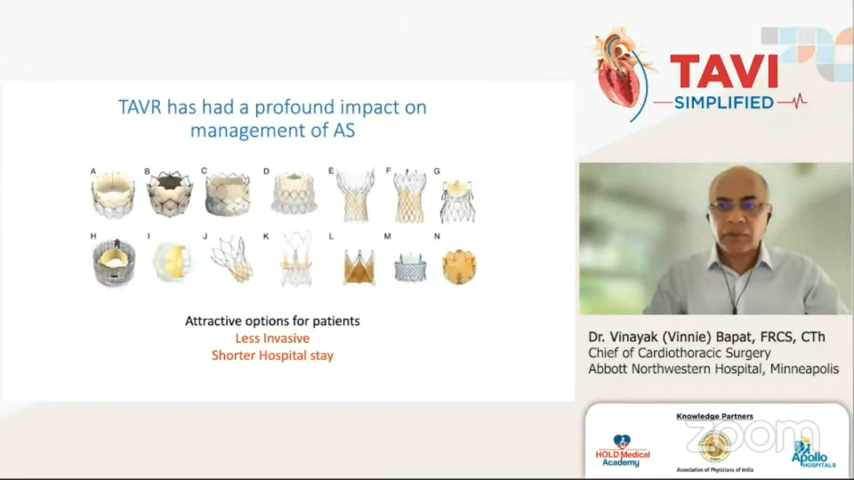 TAVR has had a profound impact on
management of AS
A B C D E F G
H I J K L M N
Attractive options for patients
Less Invasive
Shorter Hospital stay
TAVI
SIMPLIFIED
Dr. Vinayak (Vinnie) Bapat, FRCS, CTh
Chief of Cardiothoracic Surgery
Abbott Northwestern Hospital, Minneapolis
Knowledge Partners
zoom
HOLD Medical
Academy
Apollo
HOSPITALS
Association of Physicians of India